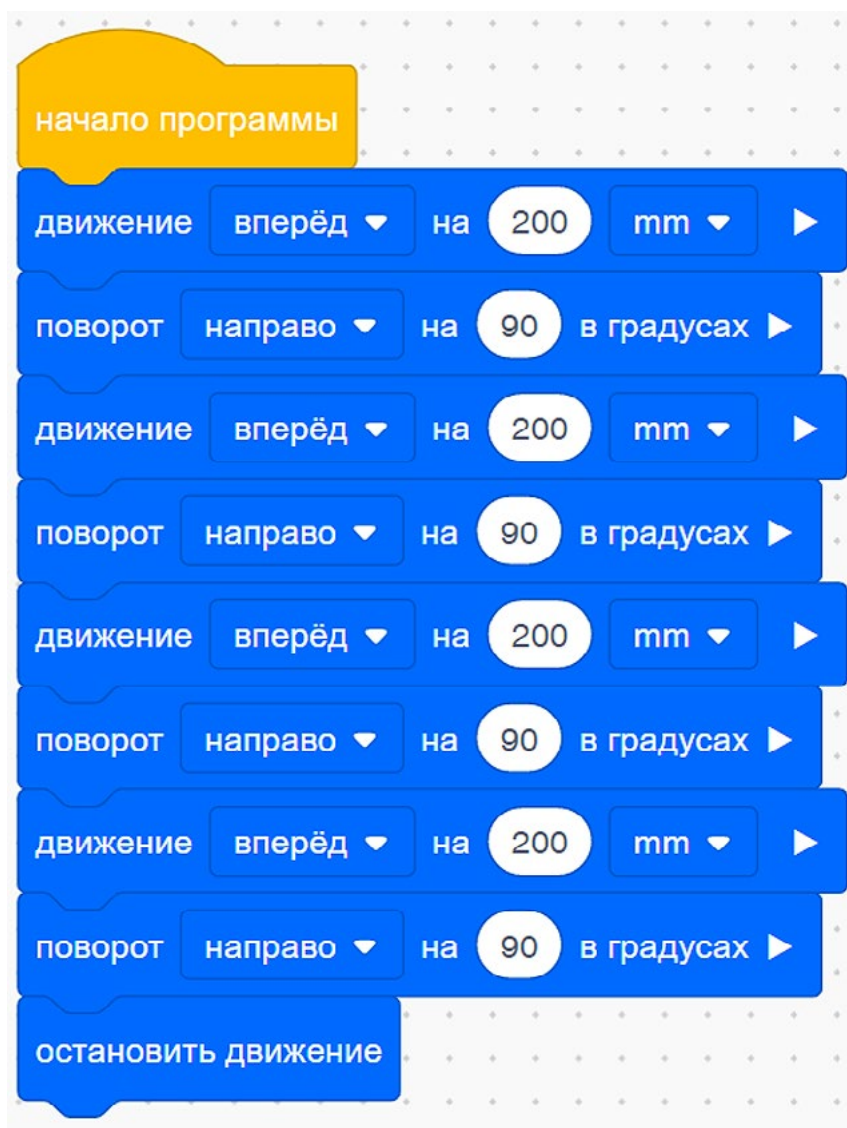 начало программы
движение вперёд на 200 mm
поворот направо на 90 в градусах
движение вперёд на 200 mm
поворот направо на 90 в градусах
движение вперёд на 200 mm
поворот направо на 90 в градусах
движение вперёд на 200 mm
поворот направо на 90 в градусах
остановить движение